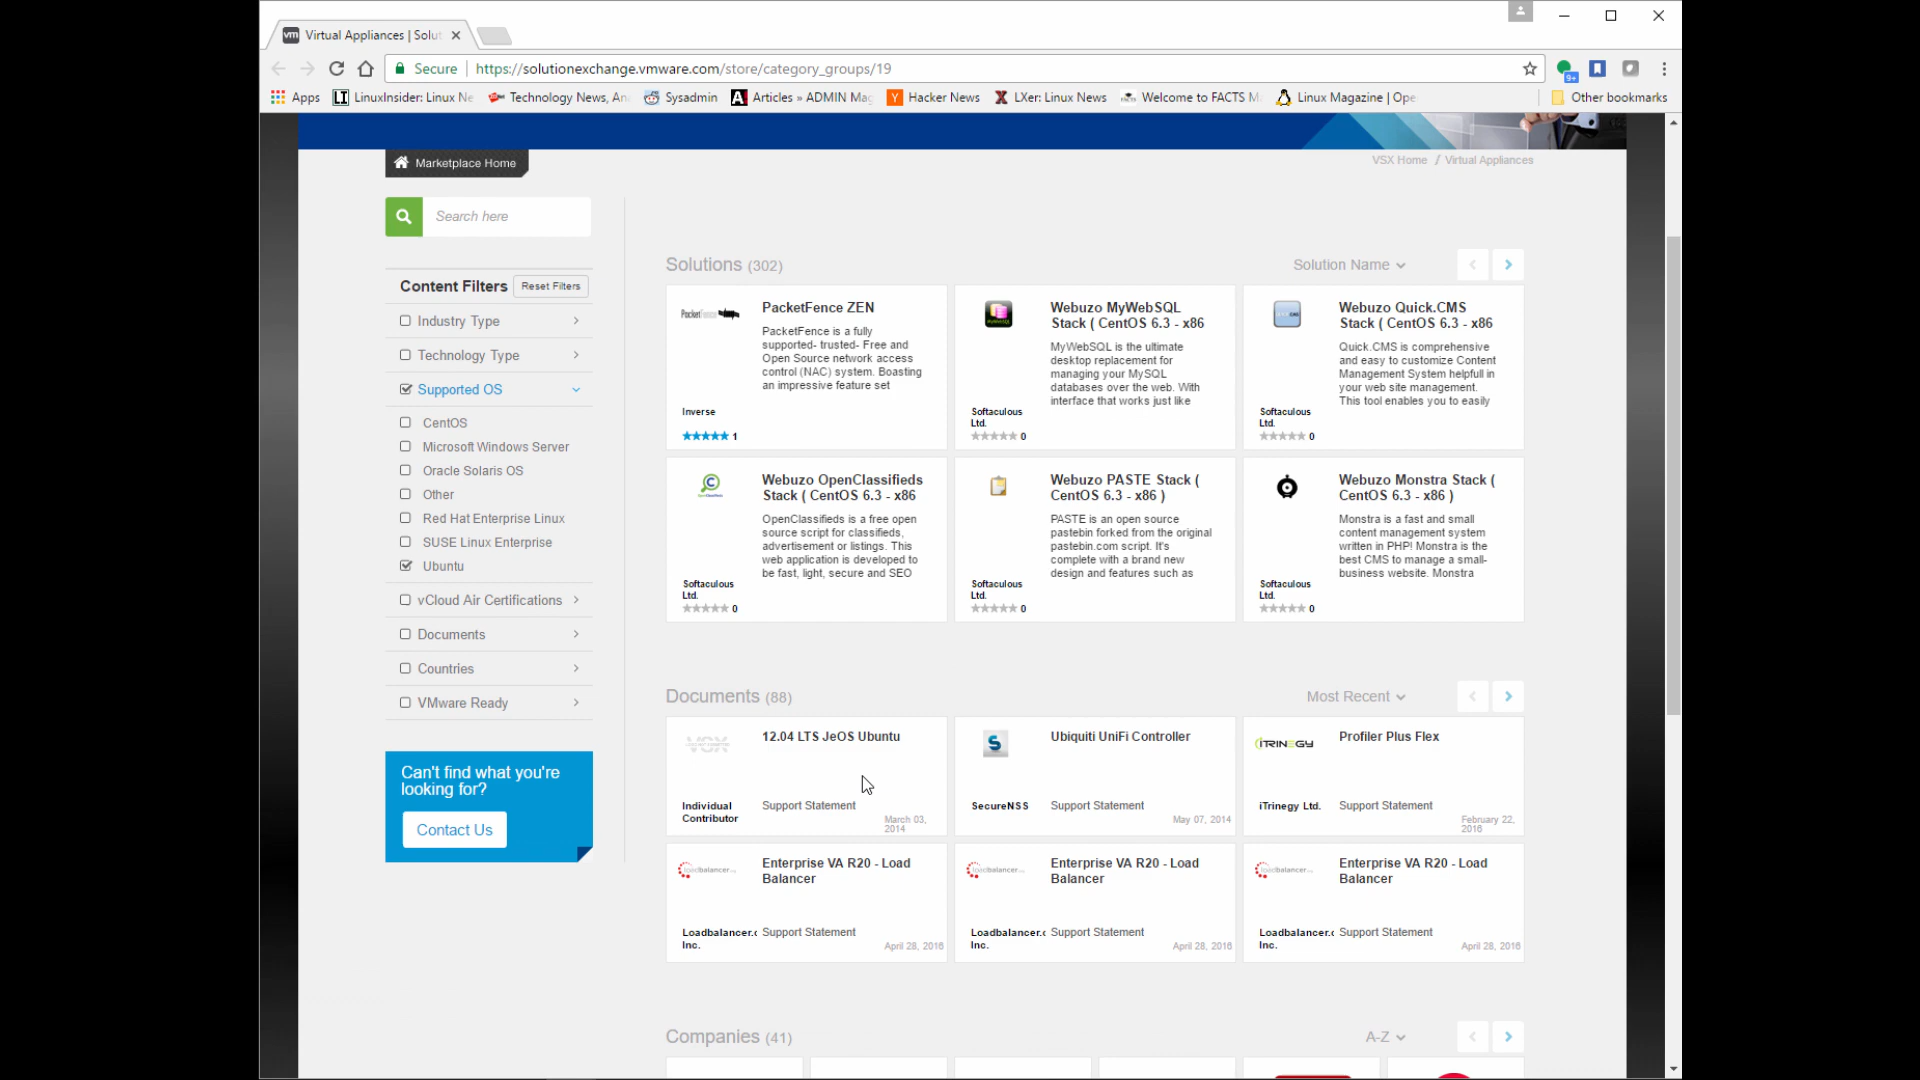 Virtual Appliances | Solut
Secure
https://solutionexchange.vmware.com/store/category_groups/19
9+
Apps
LinuxInsider: Linux Ne
Technology News, An
Sysadmin
Articles » ADMIN Mag
Hacker News
LXer: Linux News
Welcome to FACTS M
Linux Magazine | Ope
Other bookmarks
Marketplace Home
VSX Home / Virtual Appliances
Search here
Content Filters
Reset Filters
Industry Type
Technology Type
Supported OS
CentOS
Microsoft Windows Server
Oracle Solaris OS
Other
Red Hat Enterprise Linux
SUSE Linux Enterprise
Ubuntu
vCloud Air Certifications
Documents
Countries
VMware Ready
Can't find what you're
looking for?
Contact Us
Solutions (302)
Solution Name
PacketFence ZEN
PacketFence is a fully
supported- trusted- Free and
Open Source network access
control (NAC) system. Boasting
an impressive feature set
Inverse
1
Webuzo MyWebSQL
Stack ( CentOS 6.3 - x86
MyWebSQL is the ultimate
desktop replacement for
managing your MySQL
databases over the web. With
interface that works just like
Softaculous
Ltd.
0
Webuzo Quick.CMS
Stack ( CentOS 6.3 - x86
Quick.CMS is comprehensive
and easy to customize Content
Management System helpful in
your web site management.
This tool enables you to easily
Softaculous
Ltd.
0
Webuzo OpenClassifieds
Stack ( CentOS 6.3 - x86
OpenClassifieds is a free open
source script for classifieds,
advertisement or listings. This
web application is developed to
be fast, light, secure and SEO
Softaculous
Ltd.
0
Webuzo PASTE Stack (
CentOS 6.3 - x86 )
PASTE is an open source
pastebin forked from the original
pastebin.com script. It's
complete with a brand new
design and features such as
Softaculous
Ltd.
0
Webuzo Monstra Stack (
CentOS 6.3 - x86 )
Monstra is a fast and small
content management system
written in PHP! Monstra is the
best CMS to manage a small-
business website. Monstra
Softaculous
Ltd.
0
Documents (88)
Most Recent
VSX
12.04 LTS JeOS Ubuntu
Individual
Contributor
Support Statement
March 03,
2014
Ubiquiti UniFi Controller
SecureNSS
Support Statement
May 07, 2014
iTRINEGY
Profiler Plus Flex
iTrinegy Ltd.
Support Statement
February 22,
2016
Enterprise VA R20 - Load
Balancer
Loadbalancer.c
Inc.
Support Statement
April 28, 2016
Enterprise VA R20 - Load
Balancer
Loadbalancer.c
Inc.
Support Statement
April 28, 2016
Enterprise VA R20 - Load
Balancer
Loadbalancer.c
Inc.
Support Statement
April 28, 2016
Companies (41)
A-Z